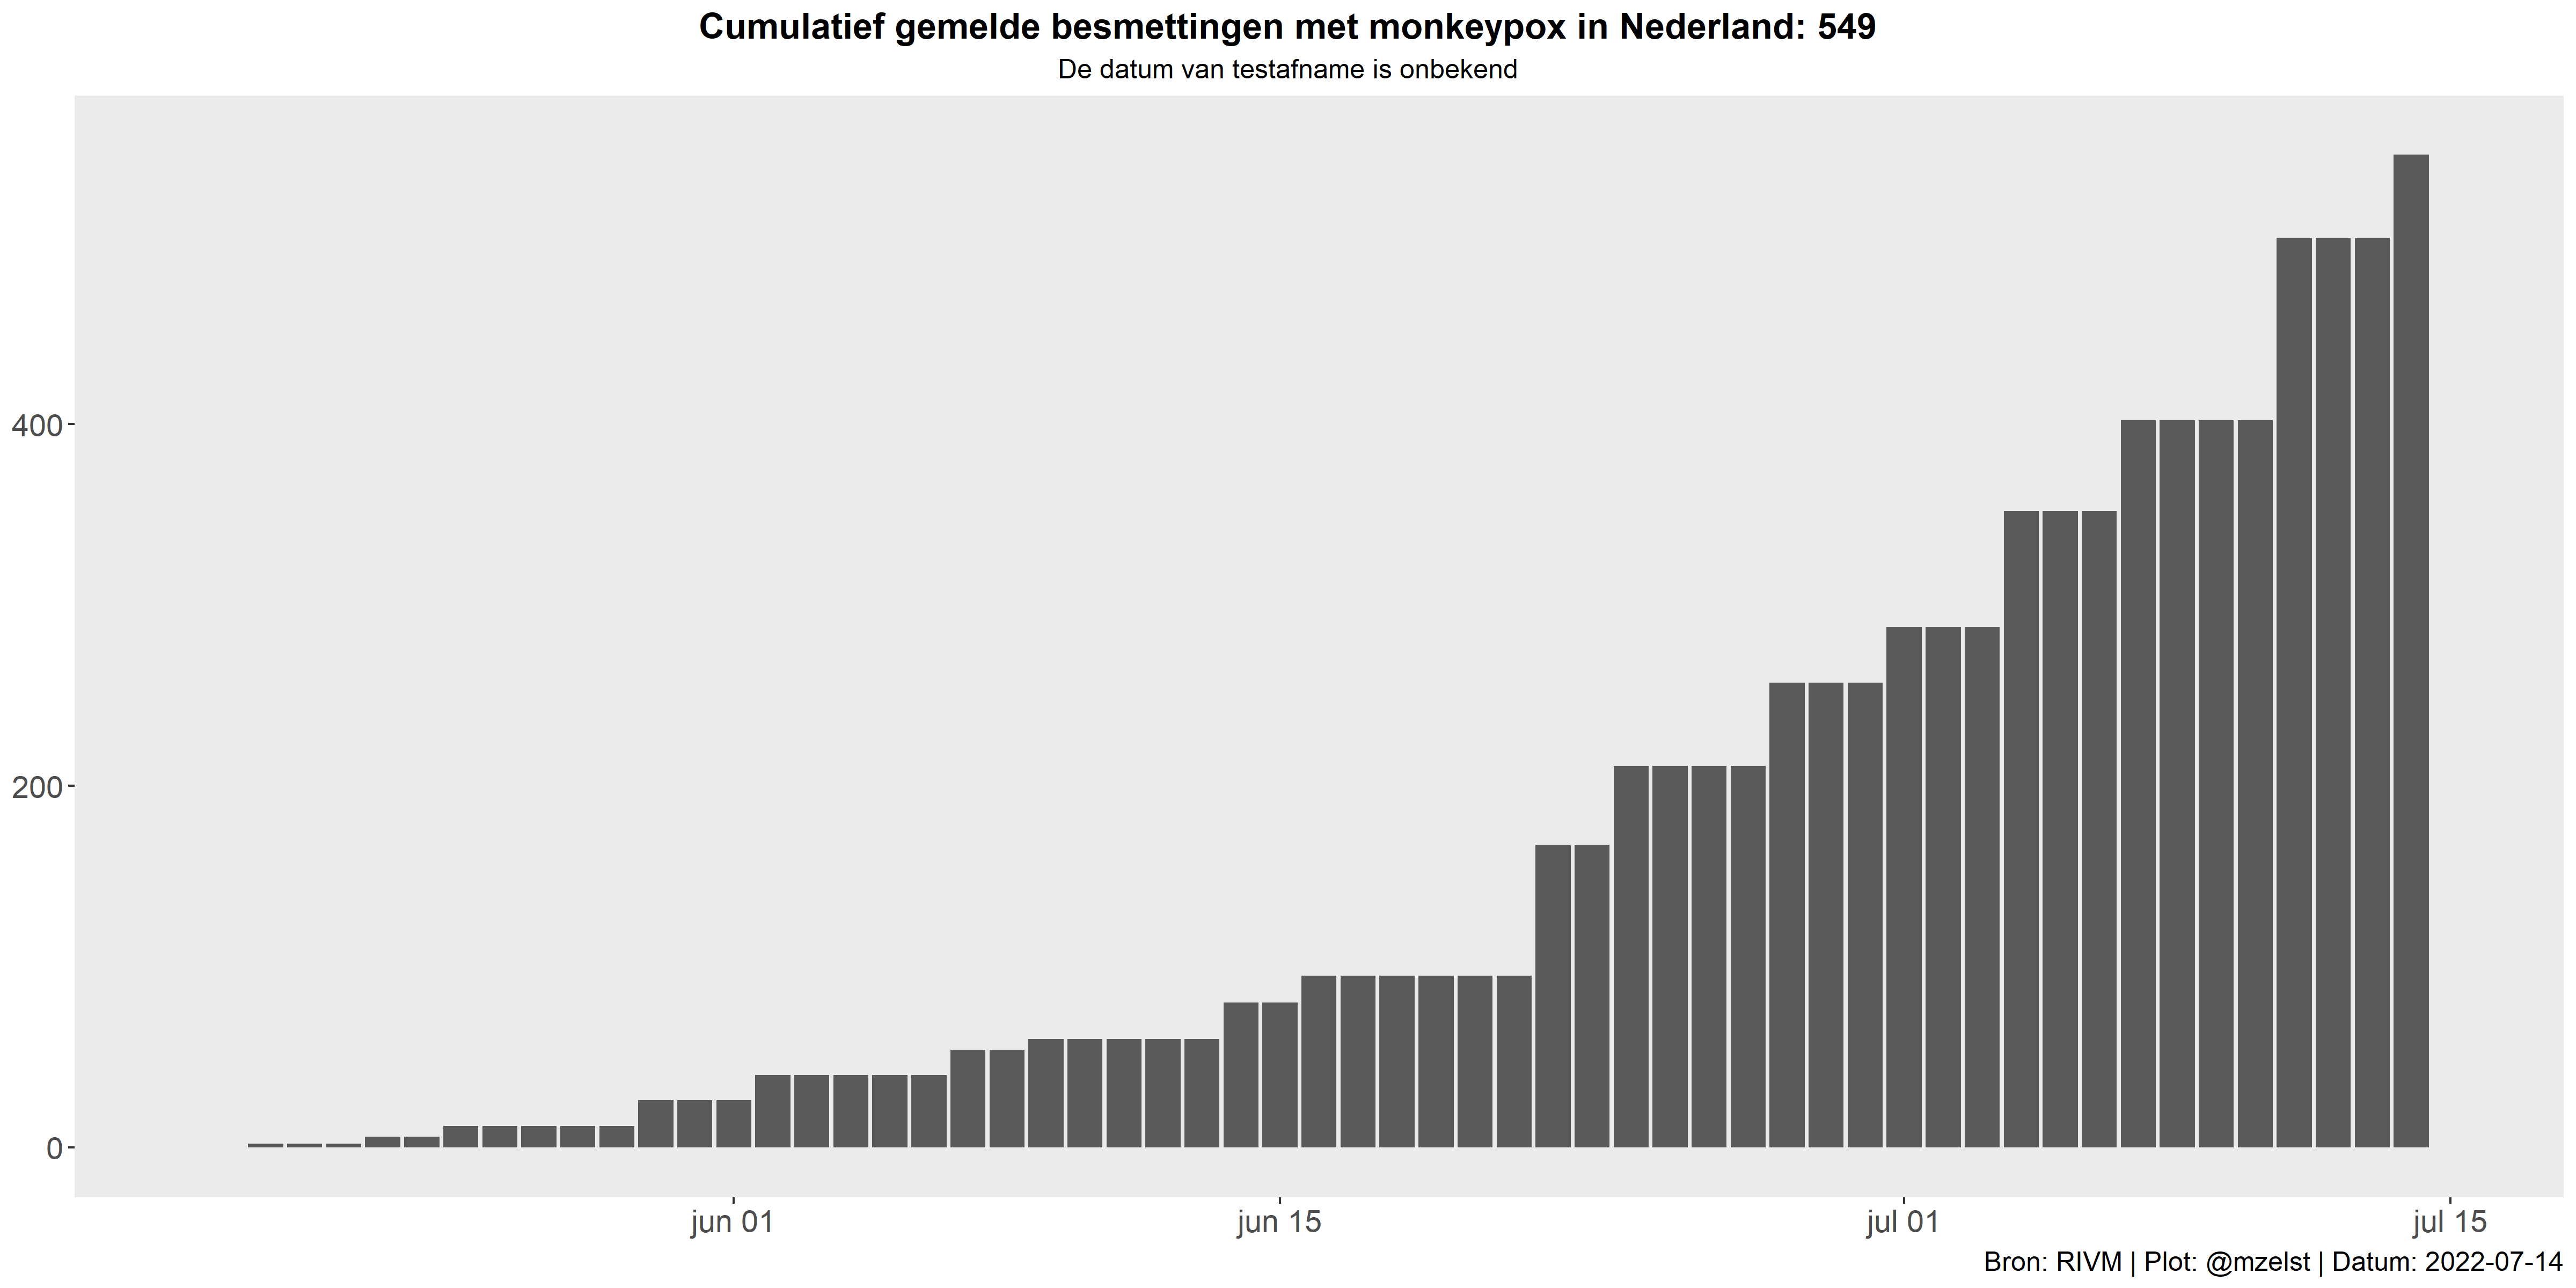 Cumulatief gemelde besmettingen met monkeypox in Nederland: 549
De datum van testafname is onbekend
400
200
0
jun 01
jun 15
jul 01
jul 15
Bron: RIVM | Plot: @mzelst | Datum: 2022-07-14